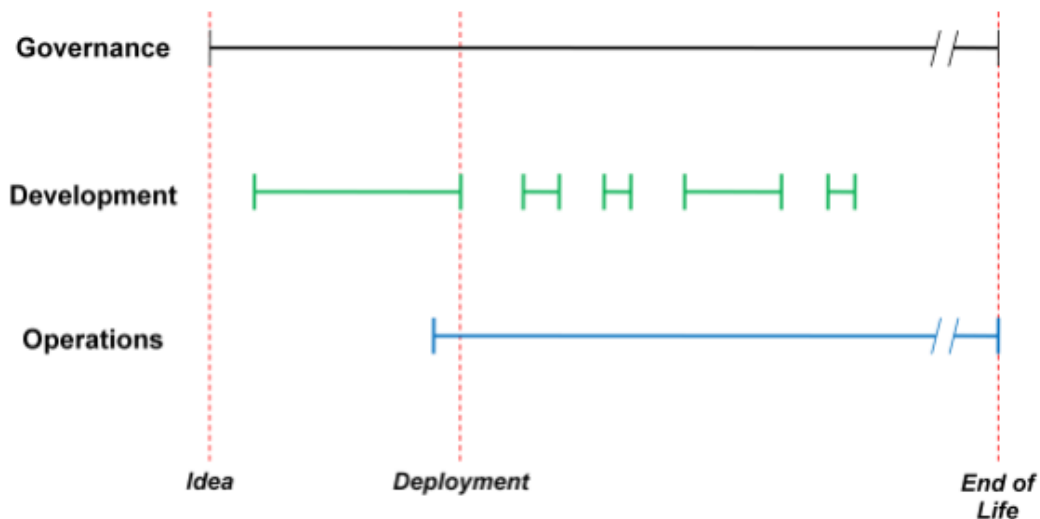 Governance
Development
Operations
Idea
Deployment
End of
Life